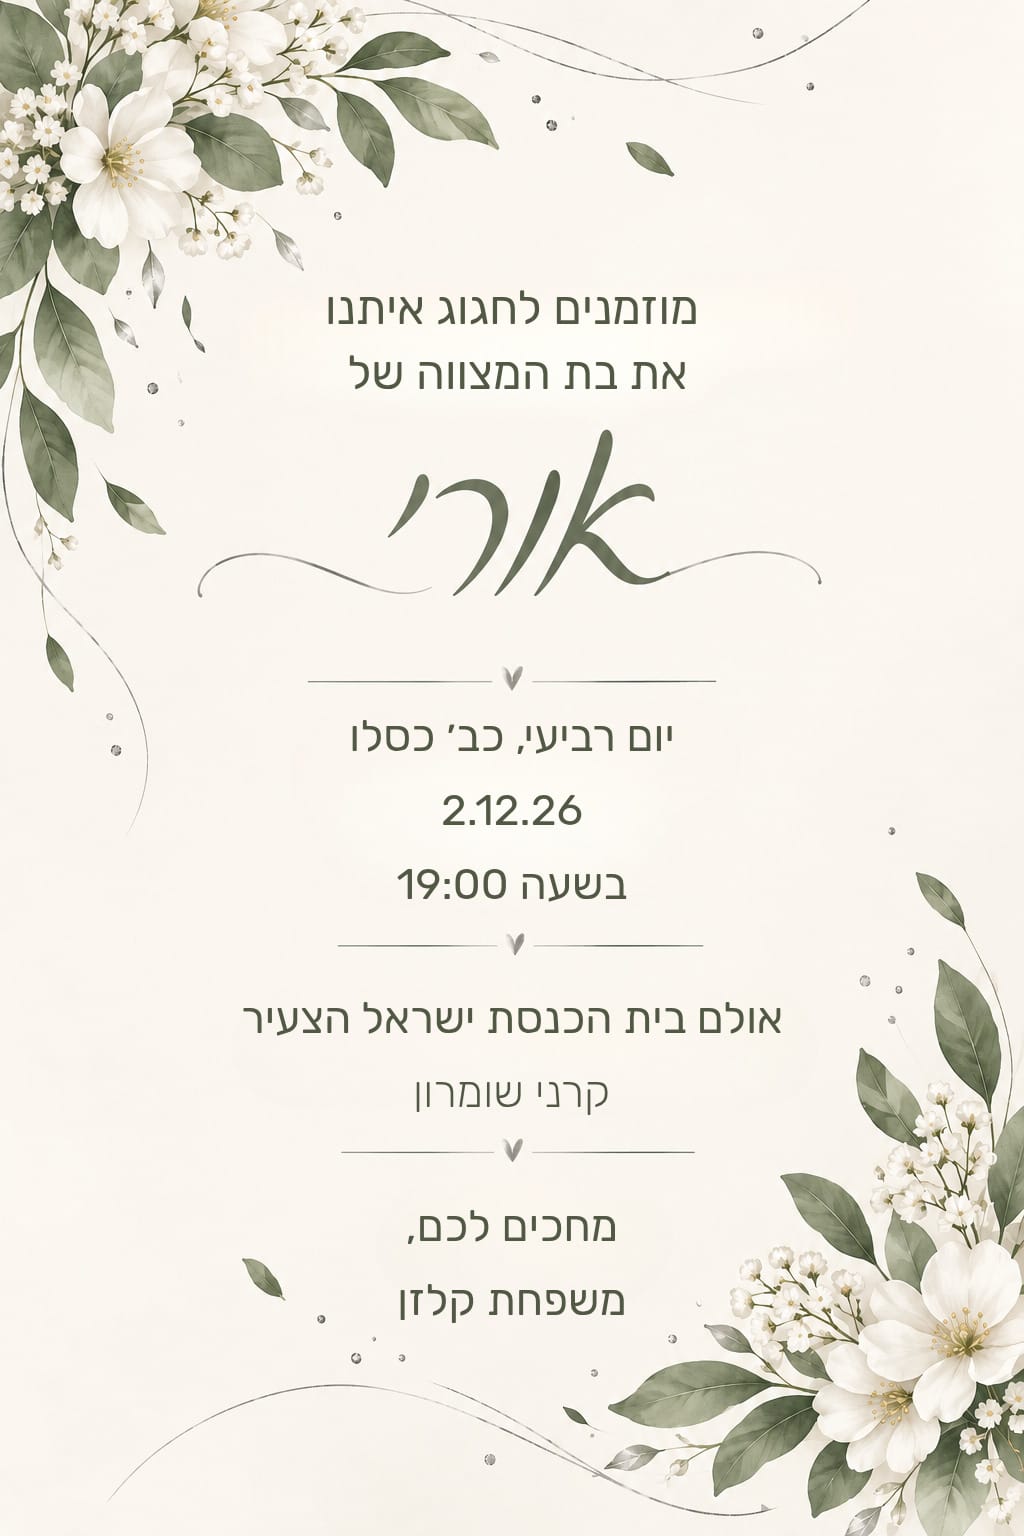 מוזמנים לחגוג איתנו
את בת המצווה של
אורי
יום רביעי, כב' כסלו
2.12.26
בשעה 19:00
אולם בית הכנסת ישראל הצעיר
קרני שומרון
מחכים לכם,
משפחת קלזן